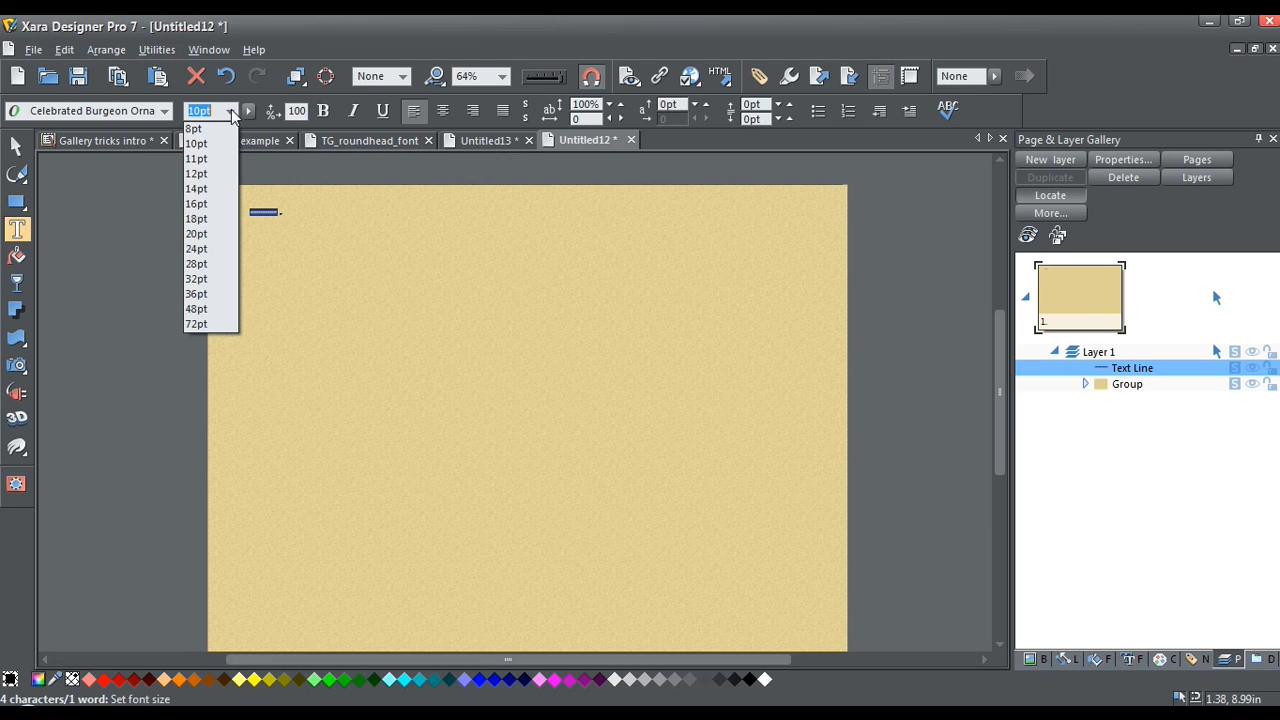 Xara Designer Pro 7 - [Untitled12 *]
File Edit Arrange Utilities Window Help
None 64% HTML None
Celebrated Burgeon Orna 10pt 100 B I U 100% 0 0pt 0 0pt 0pt ABC
Gallery tricks intro * example TG_roundhead_font Untitled13 * Untitled12 *
8pt
10pt
11pt
12pt
14pt
16pt
18pt
20pt
24pt
28pt
32pt
36pt
48pt
72pt
T
3D
Page & Layer Gallery
New layer Properties... Pages
Duplicate Delete Layers
Locate
More...
1.
Layer 1 S
Text Line S
Group S
B L F T F C N P D
4 characters/1 word: Set font size
1.38, 8.99in